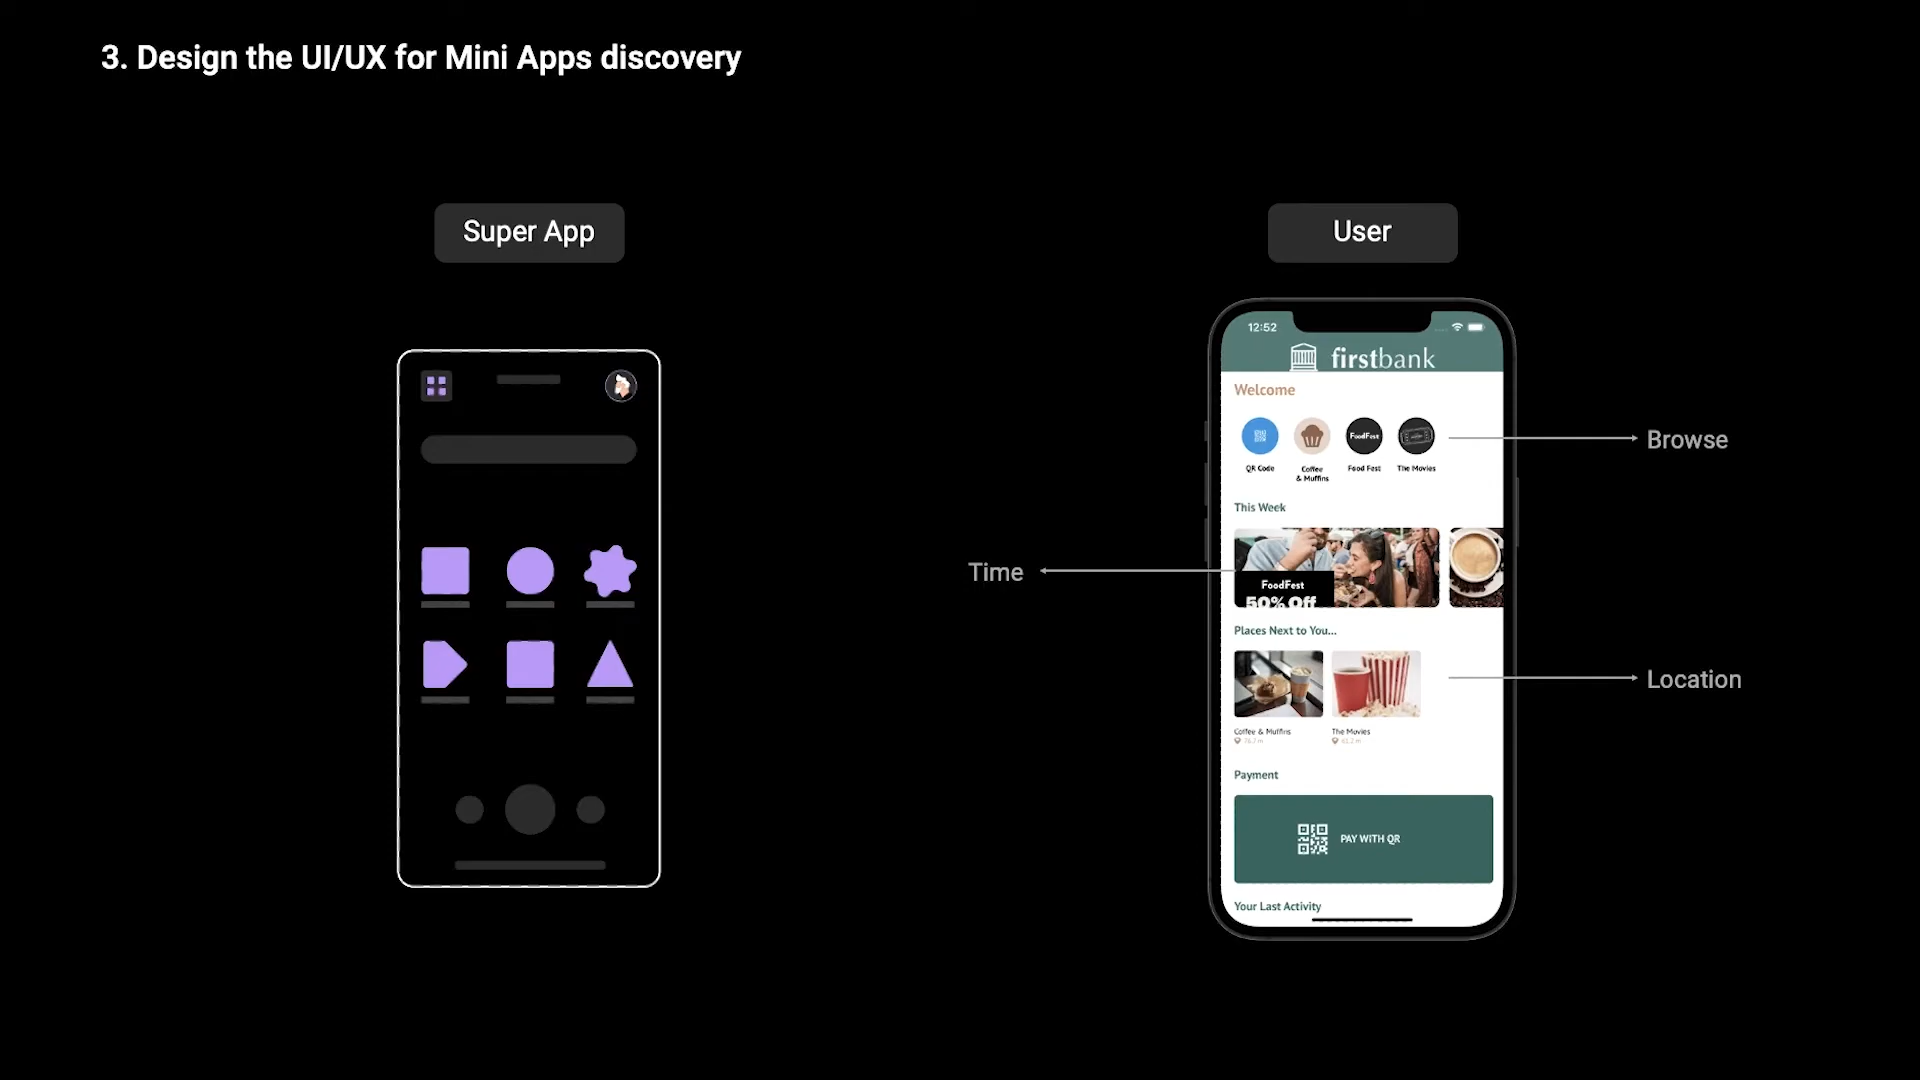 3. Design the UI/UX for Mini Apps discovery
Super App
User
12:52
firstbank
Welcome
FoodFest
QR Code
Coffee
& Muffins
Food Fest
The Movies
Browse
This Week
Time
FoodFest
50% Off
Places Next to You...
Location
Coffee & Muffins
The Movies
Payment
PAY WITH QR
Your Last Activity